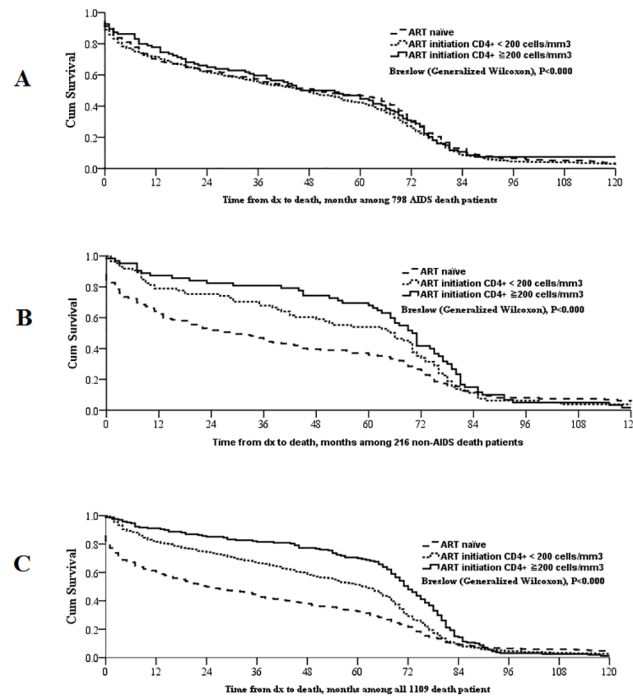 A
Cum Survival
1.0
0.8
0.6
0.4
0.2
0.0
ART naïve
ART initiation CD4+ < 200 cells/mm3
ART initiation CD4+ ≧200 cells/mm3
Breslow (Generalized Wilcoxon), P<0.000
0 12 24 36 48 60 72 84 96 108 120
Time from dx to death, months among 798 AIDS death patients
B
Cum Survival
1.0
0.8
0.6
0.4
0.2
0.0
ART naïve
ART initiation CD4+ < 200 cells/mm3
ART initiation CD4+ ≧200 cells/mm3
Breslow (Generalized Wilcoxon), P<0.000
0 12 24 36 48 60 72 84 96 108 12
Time from dx to death, months among 216 non-AIDS death patients
C
Cum Survival
1.0
0.8
0.6
0.4
0.2
0.0
ART naïve
ART initiation CD4+ < 200 cells/mm3
ART initiation CD4+ ≧200 cells/mm3
Breslow (Generalized Wilcoxon), P<0.000
0 12 24 36 48 60 72 84 96 108 120
Time from dx to death, months among all 1109 death patient